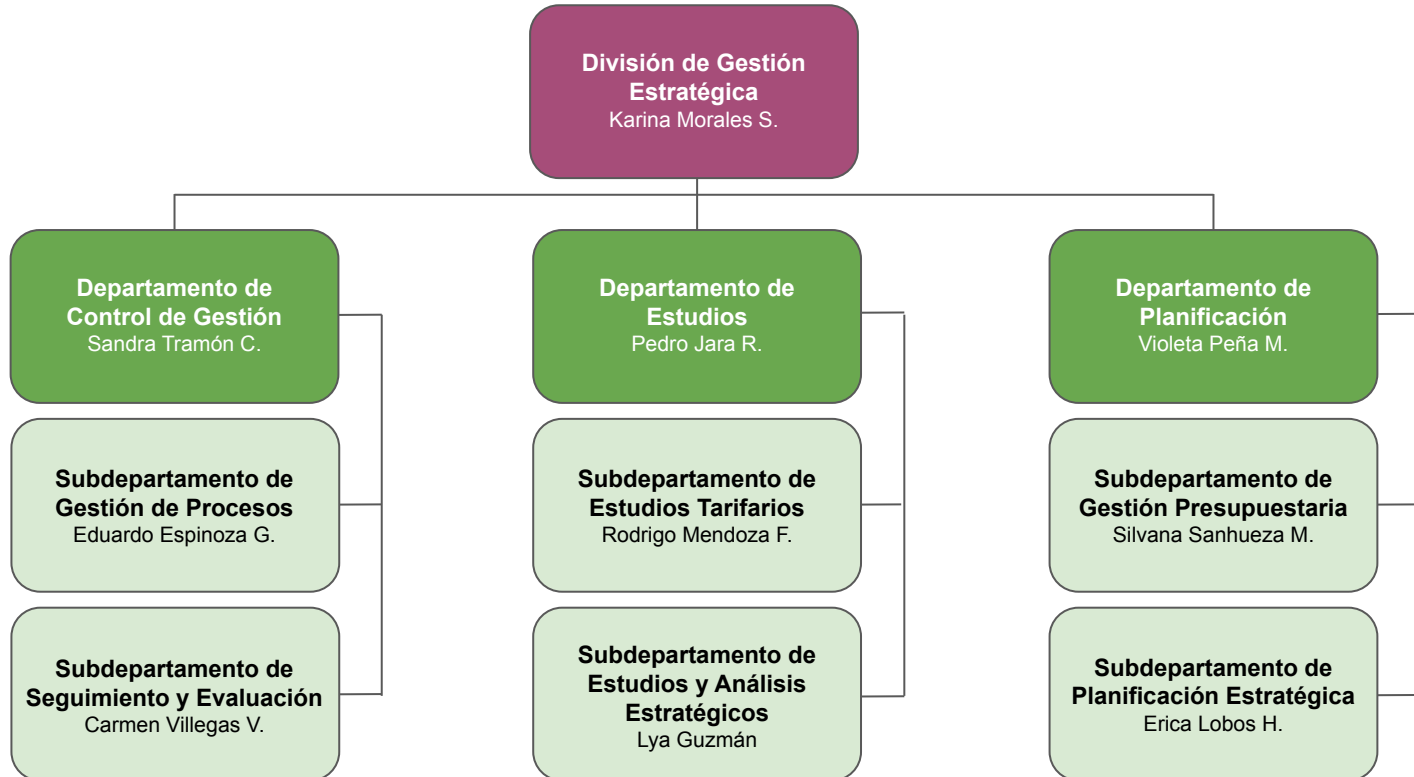 División de Gestión
Estratégica
Karina Morales S.
Departamento de
Control de Gestión
Sandra Tramón C.
Departamento de
Estudios
Pedro Jara R.
Departamento de
Planificación
Violeta Peña M.
Subdepartamento de
Gestión de Procesos
Eduardo Espinoza G.
Subdepartamento de
Estudios Tarifarios
Rodrigo Mendoza F.
Subdepartamento de
Gestión Presupuestaria
Silvana Sanhueza M.
Subdepartamento de
Seguimiento y Evaluación
Carmen Villegas V.
Subdepartamento de
Estudios y Análisis
Estratégicos
Lya Guzmán
Subdepartamento de
Planificación Estratégica
Erica Lobos H.